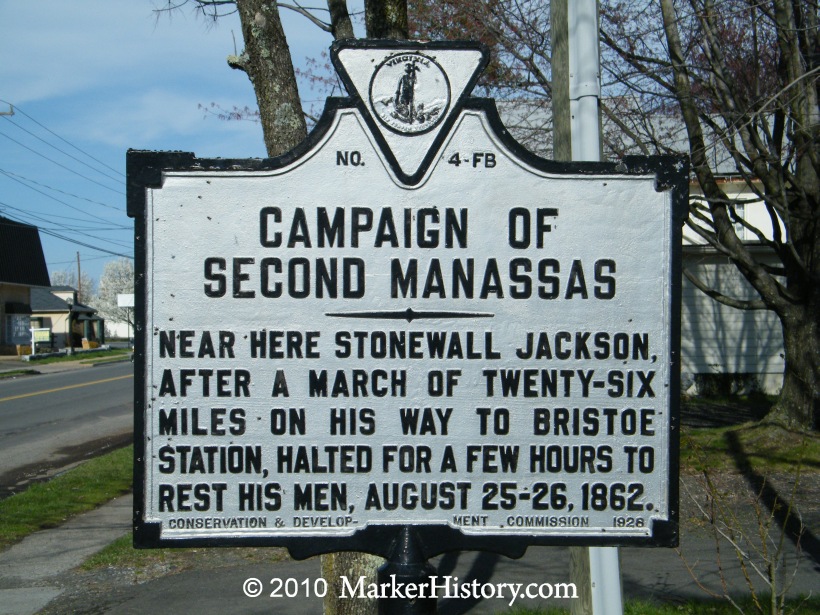 VIRGINIA
NO. 4-FB
CAMPAIGN OF
SECOND MANASSAS
NEAR HERE STONEWALL JACKSON,
AFTER A MARCH OF TWENTY-SIX
MILES ON HIS WAY TO BRISTOE
STATION, HALTED FOR A FEW HOURS TO
REST HIS MEN, AUGUST 25-26, 1862.
CONSERVATION & DEVELOP- MENT COMMISSION 1928
© 2010 MarkerHistory.com